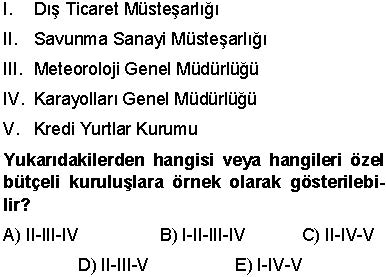 I. Dış Ticaret Müsteşarlığı
II. Savunma Sanayi Müsteşarlığı
III. Meteoroloji Genel Müdürlüğü
IV. Karayolları Genel Müdürlüğü
V. Kredi Yurtlar Kurumu
Yukarıdakilerden hangisi veya hangileri özel
bütçeli kuruluşlara örnek olarak gösterilebi-
lir?
A) II-III-IV B) I-II-III-IV C) II-IV-V
D) II-III-V E) I-IV-V